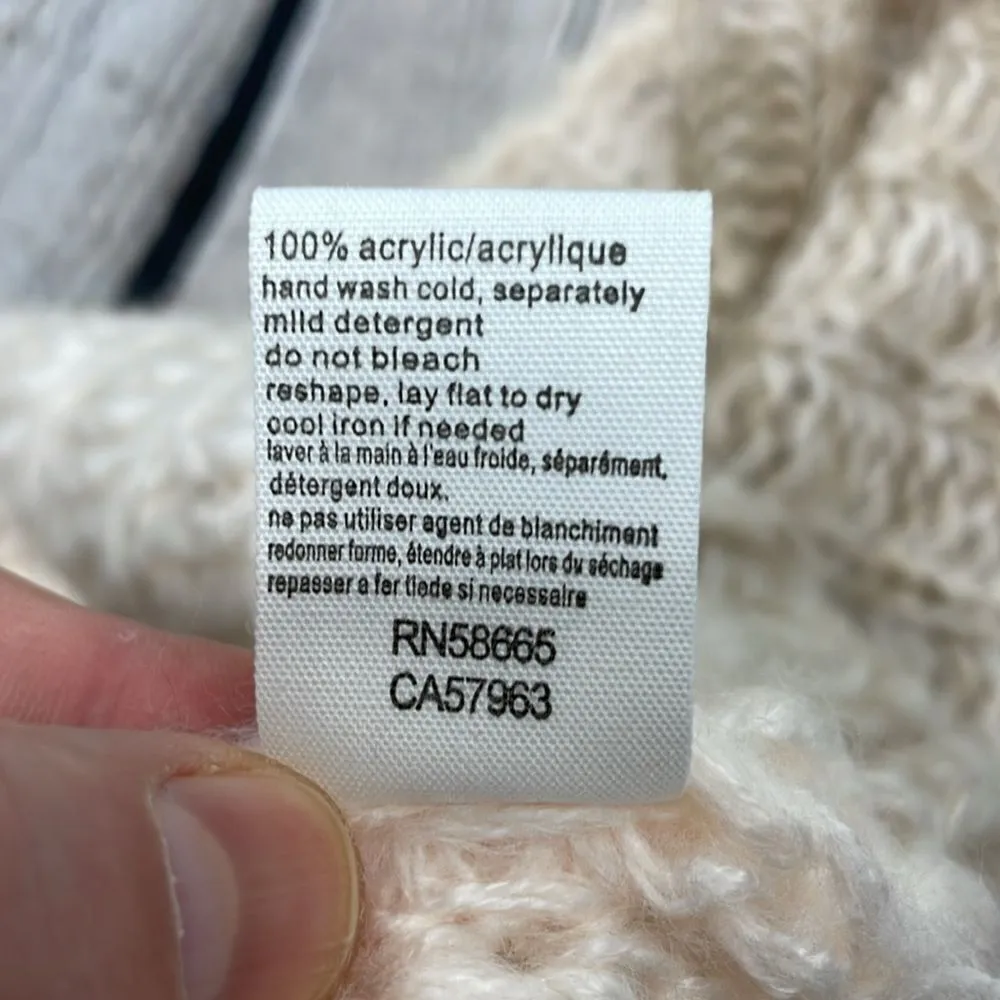 100% acrylic/acrylique
hand wash cold, separately
mild detergent
do not bleach
reshape, lay flat to dry
cool iron if needed
laver à la main à l'eau froide, séparément,
détergent doux.
ne pas utiliser agent de blanchiment
redonner forme, étendre à plat lors du séchage
repasser a fer tiede si necessaire
RN58665
CA57963